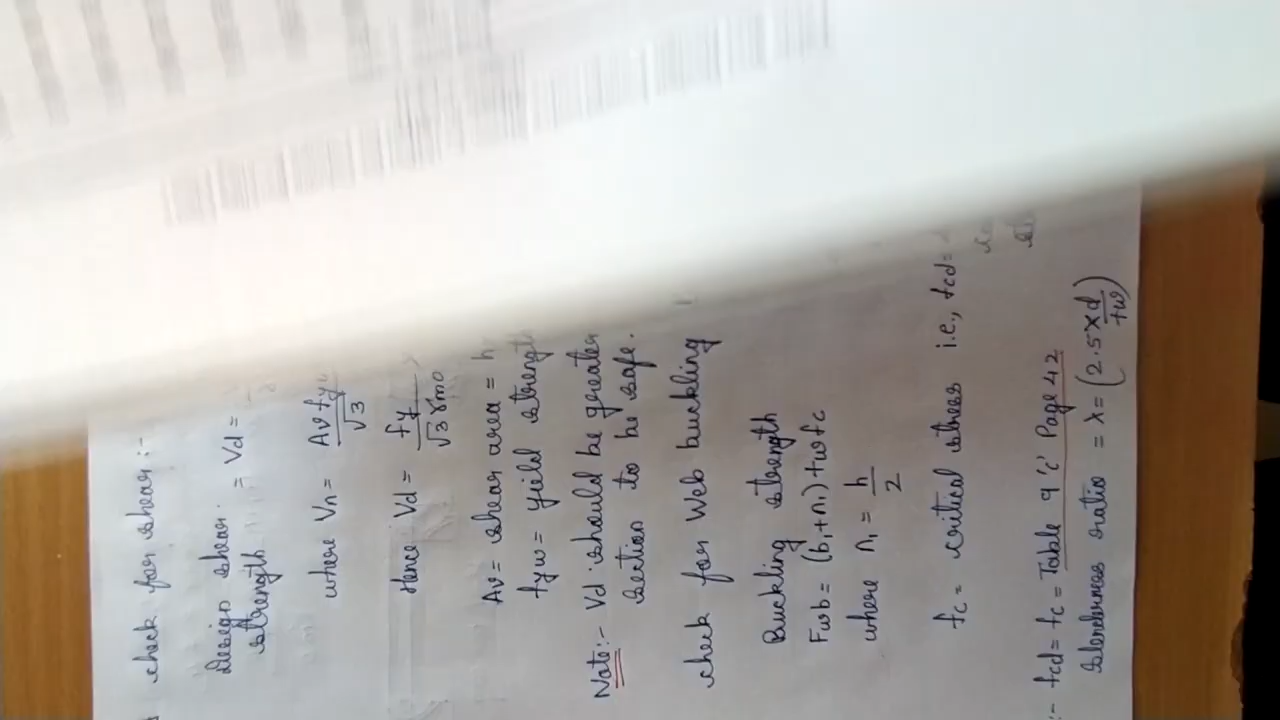 check for shear :-
Design shear strength = Vd =
where Vn = Av fyw / √3
Hence Vd = fy / √3 γmo ×
Av = shear area = h
fyw = yield strength
Note:- Vd should be greater
section to be safe.
check for Web buckling
Buckling strength
Fwb = (b1+n1) tw fc
where n1 = h / 2
fc = critical stress i.e., fcd =
:- fcd = fc = Table 9 'c' Page 42
Slenderness ratio = λ = (2.5 × d / tw)